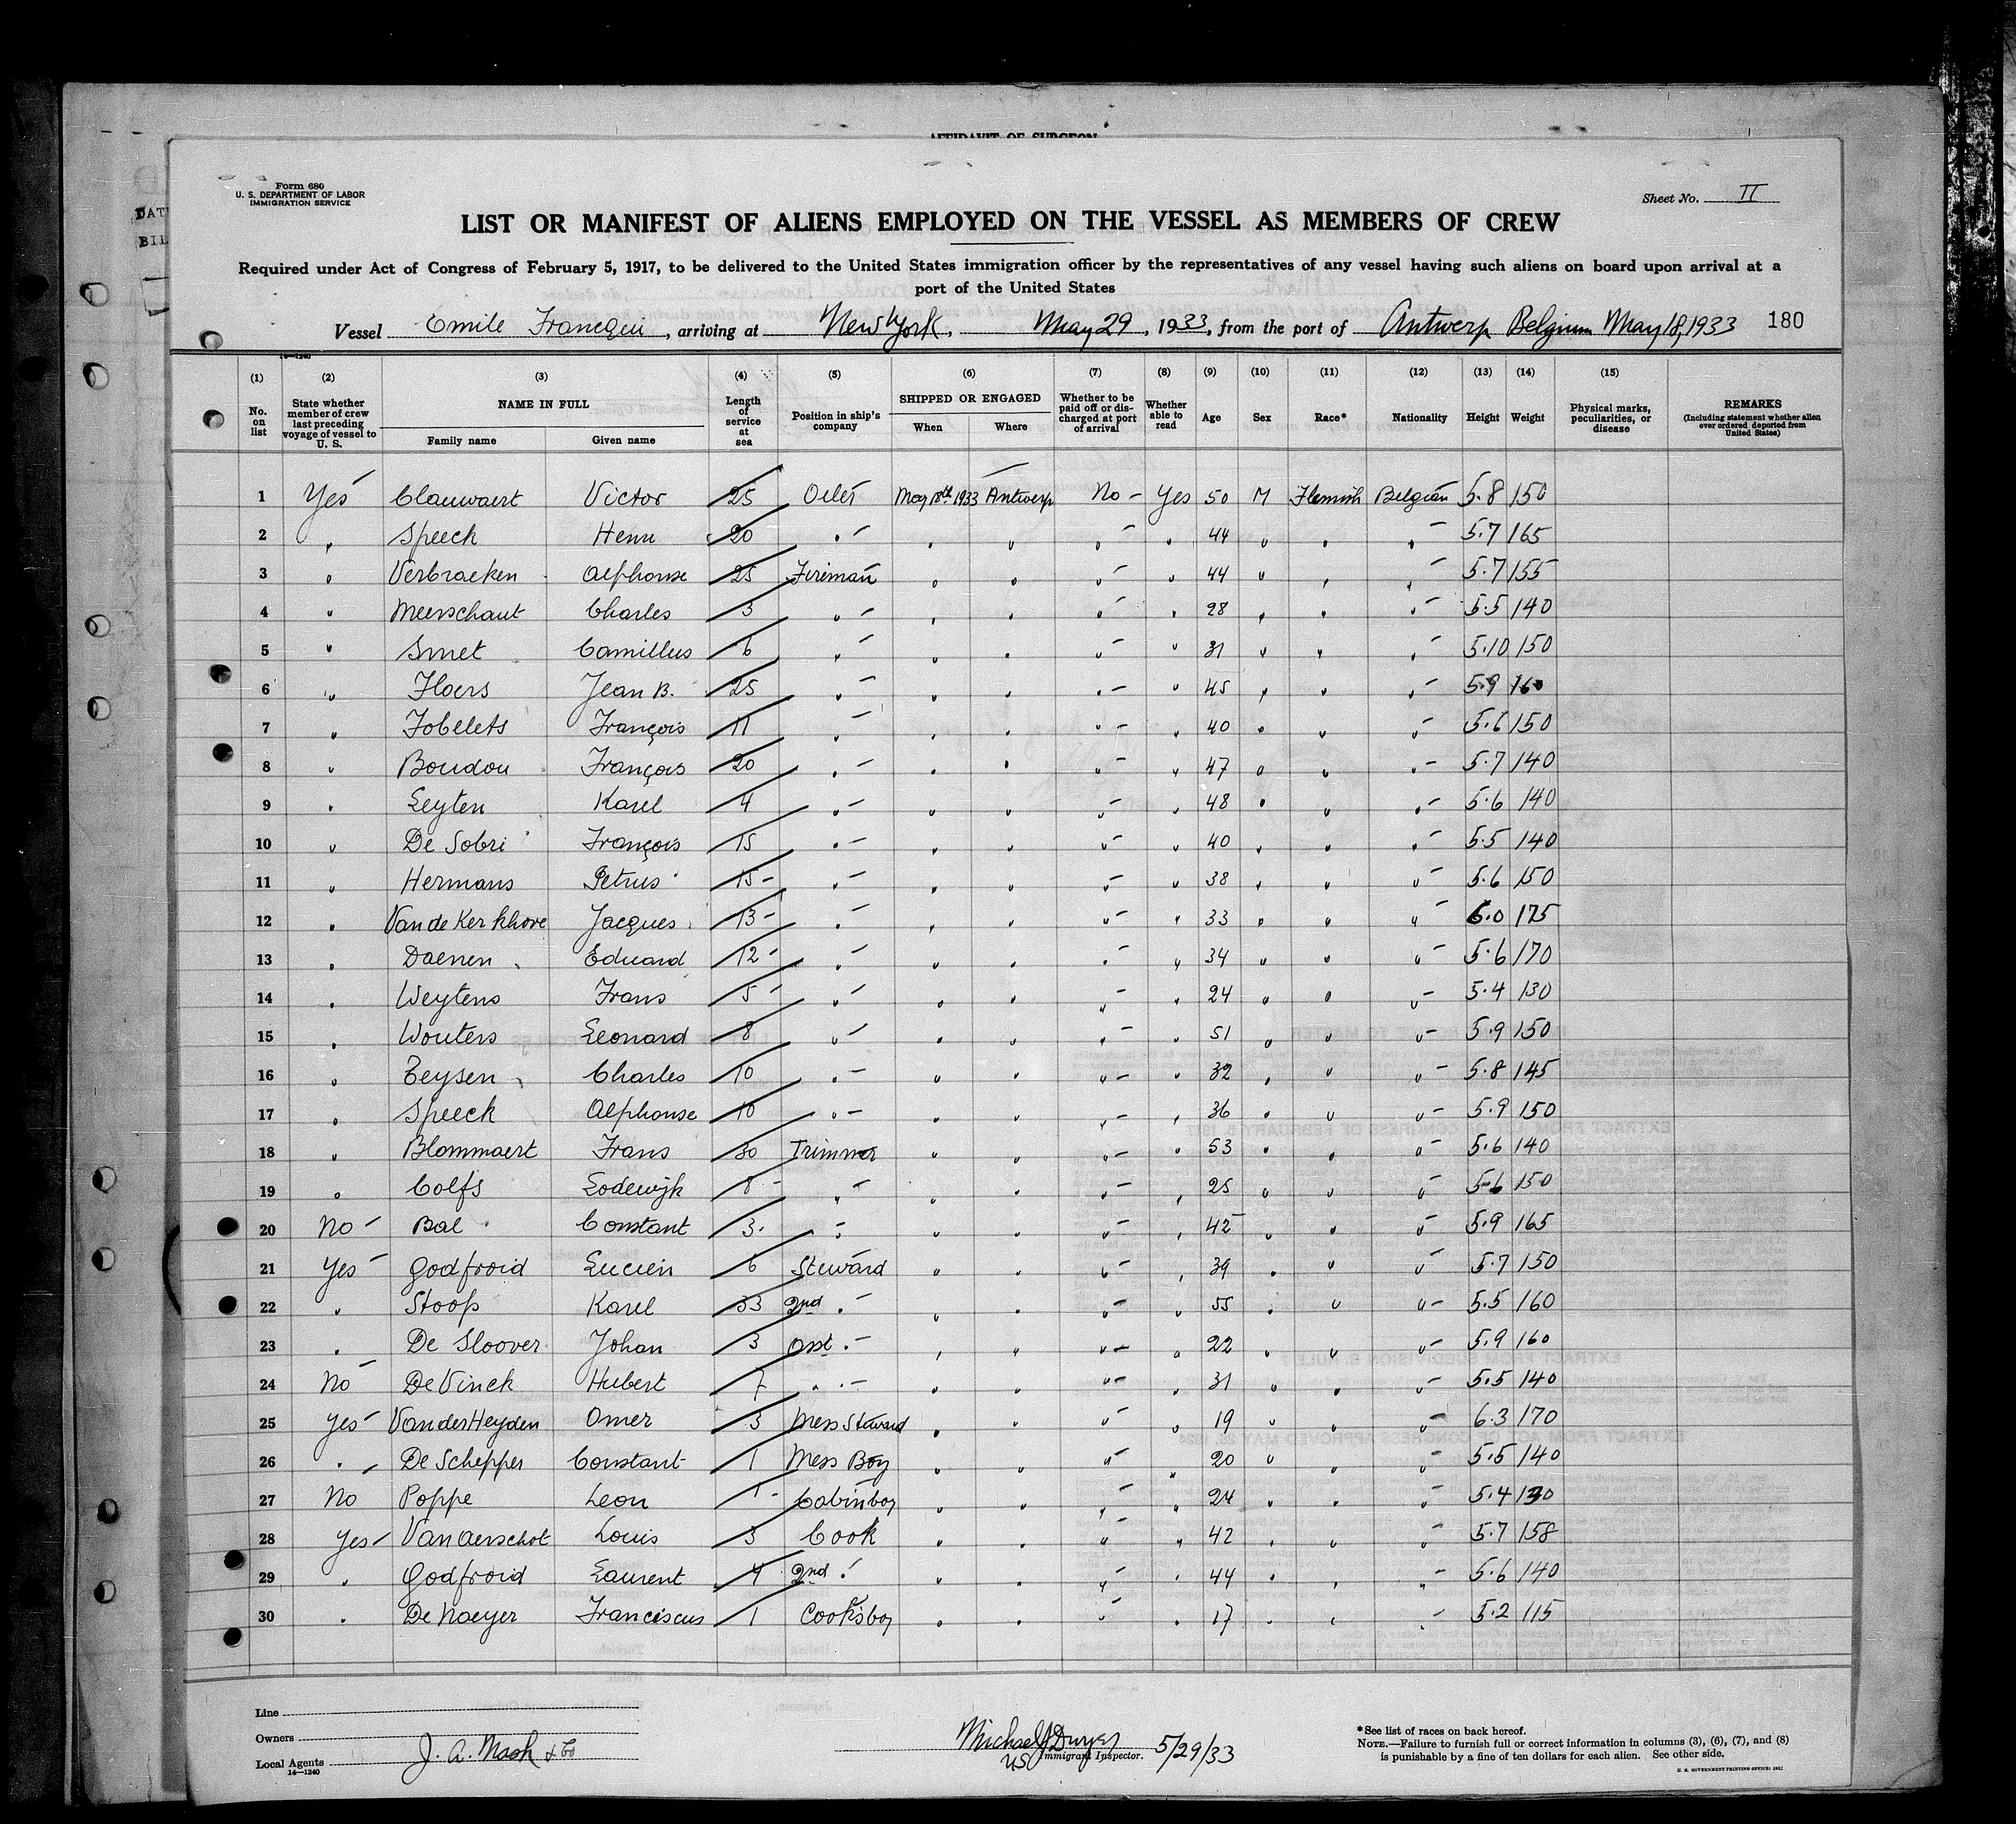 AFFIDAVIT OF SURGEON
Form 680
U. S. DEPARTMENT OF LABOR
IMMIGRATION SERVICE
Sheet No. II
LIST OR MANIFEST OF ALIENS EMPLOYED ON THE VESSEL AS MEMBERS OF CREW
Required under Act of Congress of February 5, 1917, to be delivered to the United States immigration officer by the representatives of any vessel having such aliens on board upon arrival at a
port of the United States
Vessel Emile Francqui, arriving at New York, May 29, 1933, from the port of Antwerp Belgium May 18, 1933 180
14—1240
(1) (2) (3) (4) (5) (6) (7) (8) (9) (10) (11) (12) (13) (14) (15)
No. on list | State whether member of crew last preceding voyage of vessel to U. S. | NAME IN FULL Family name Given name | Length of service at sea | Position in ship's company | SHIPPED OR ENGAGED When Where | Whether to be paid off or discharged at port of arrival | Whether able to read | Age | Sex | Race* | Nationality | Height | Weight | Physical marks, peculiarities, or disease | REMARKS (Including statement whether alien ever ordered deported from United States)
1 Yes Clauwaert Victor 25 Oiler May 18th 1933 Antwerp No - Yes 50 M Flemish Belgian 5.8 150
2 " Speeck Henri 20 " " " " " 44 " " " 5.7 165
3 " Verbraeken Alphonse 25 Fireman " " " " 44 " " " 5.7 155
4 " Meerschaut Charles 3 " " " " " 28 " " " 5.5 140
5 " Smet Camillus 6 " " " " " 31 " " " 5.10 150
6 " Floers Jean B. 25 " " " " " 45 " " " 5.9 160
7 " Jobelets François 11 " " " " " 40 " " " 5.6 150
8 " Boudou François 20 " " " " " 47 " " " 5.7 140
9 " Leyten Karel 4 " " " " " 48 " " " 5.6 140
10 " De Sobri François 15 " " " " " 40 " " " 5.5 140
11 " Hermans Petrus 15 " " " " " 38 " " " 5.6 150
12 " Van de Kerkhove Jacques 13 " " " " " 33 " " " 6.0 175
13 " Daenen Eduard 12 " " " " " 34 " " " 5.6 170
14 " Weytens Frans 5 " " " " " 24 " " " 5.4 130
15 " Wouters Leonard 8 " " " " " 51 " " " 5.9 150
16 " Teysen Charles 10 " " " " " 32 " " " 5.8 145
17 " Speeck Alphonse 10 " " " " " 36 " " " 5.9 150
18 " Blommaert Frans 30 Trimmer " " " " 53 " " " 5.6 140
19 " Colfs Lodewijk 8 " " " " " 25 " " " 5.6 150
20 No Bal Constant 3 " " " " " 42 " " " 5.9 165
21 Yes Godfroid Lucien 6 Steward " " " " 39 " " " 5.7 150
22 " Stoop Karel 33 2nd " " " " " 55 " " " 5.5 160
23 " De Sloover Johan 3 asst. " " " " " 22 " " " 5.9 160
24 No De Vinck Hubert 7 " " " " " " 31 " " " 5.5 140
25 Yes Van der Heyden Omer 3 Mess Steward " " " " 19 " " " 6.3 170
26 " De Schepper Constant 1 Mess Boy " " " " 20 " " " 5.5 140
27 No Poppe Leon 1 Cabinboy " " " " 24 " " " 5.4 130
28 Yes Van Aerschot Louis 3 Cook " " " " 42 " " " 5.7 158
29 " Godfroid Laurent 4 2nd " " " " " 44 " " " 5.6 140
30 " De Naeyer Franciscus 1 Cooksboy " " " " 17 " " " 5.2 115
Line
Owners
Local Agents J. A. Mash & Co
14—1240
Michael J Dwyer
US Immigrant Inspector. 5/29/33
*See list of races on back hereof.
NOTE.—Failure to furnish full or correct information in columns (3), (6), (7), and (8)
is punishable by a fine of ten dollars for each alien. See other side.
U. S. GOVERNMENT PRINTING OFFICE: 1932